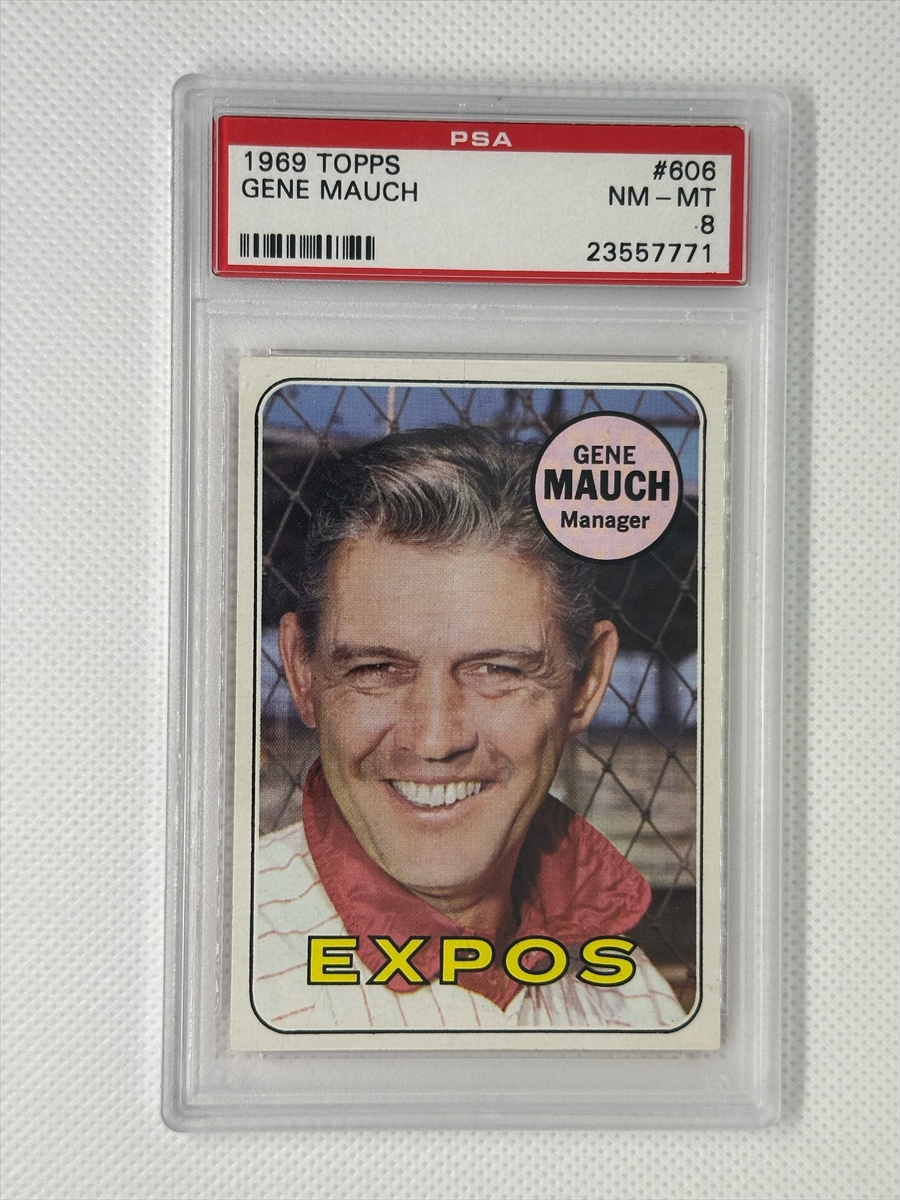 PSA
1969 TOPPS #606
GENE MAUCH NM-MT
8
23557771
GENE
MAUCH
Manager
EXPOS